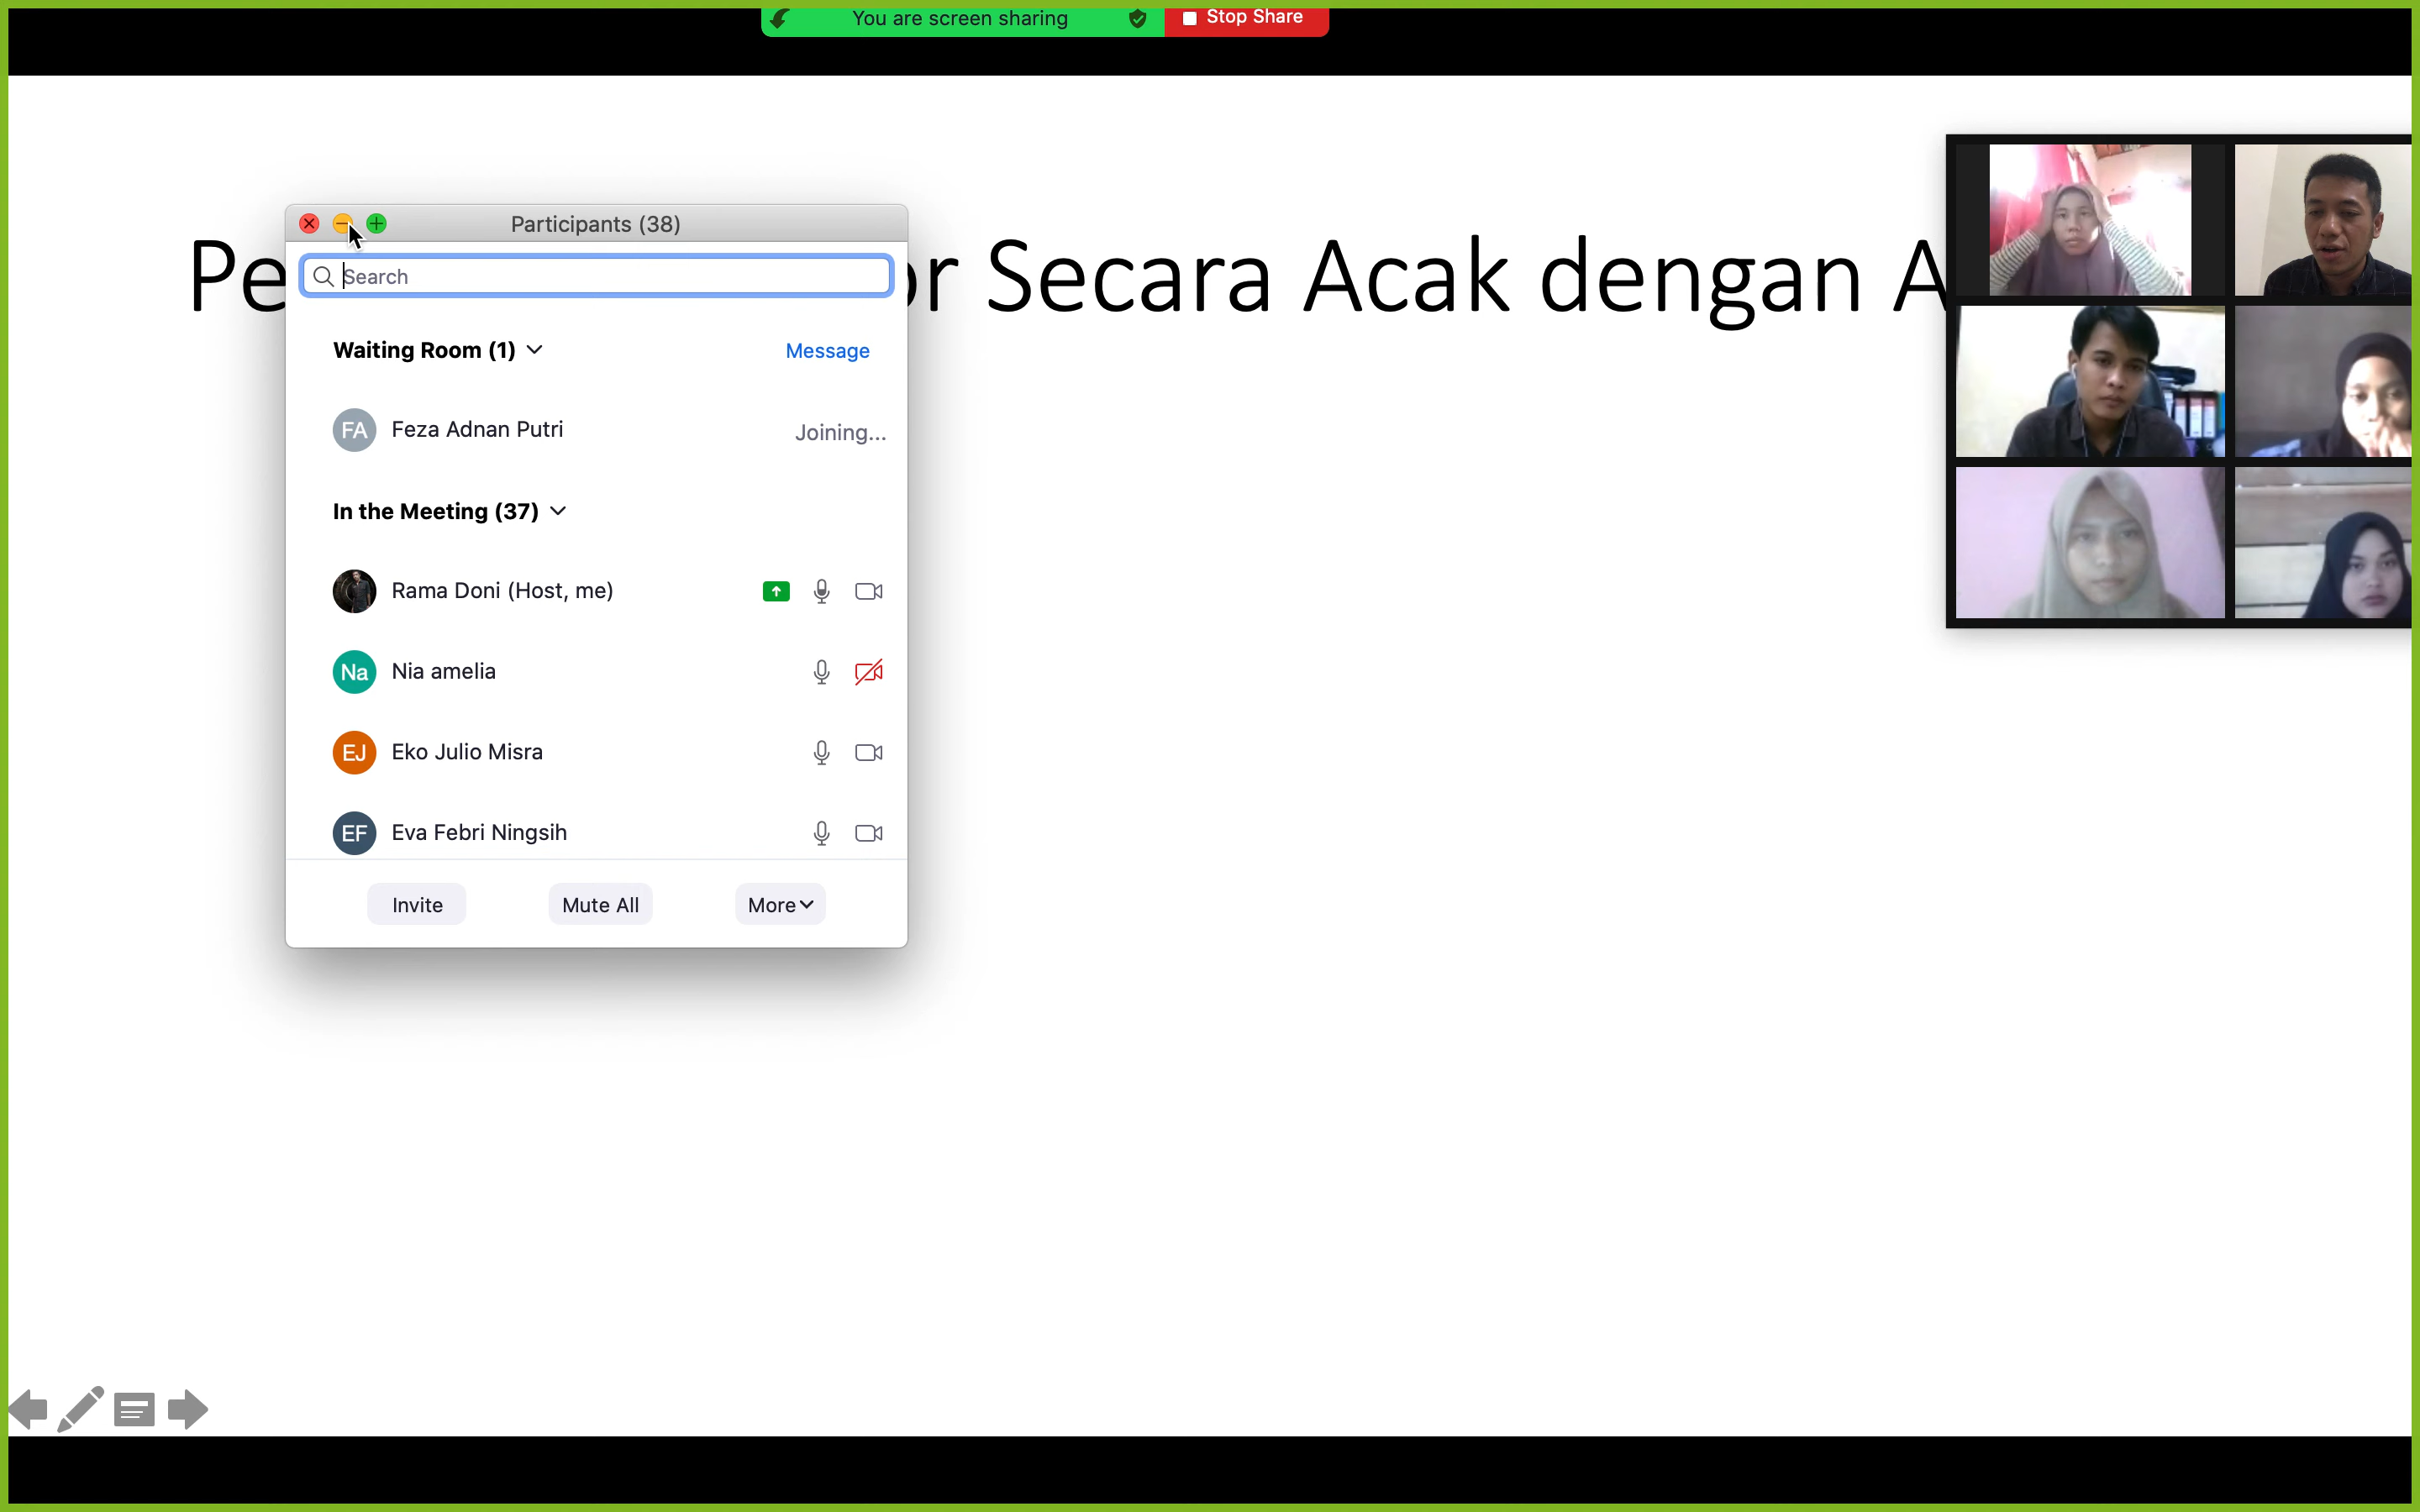 You are screen sharing
Stop Share
Participants (38)
Search
Secara Acak dengan
Waiting Room (1)
Message
FA
Feza Adnan Putri
Joining...
In the Meeting (37)
Rama Doni (Host, me)
Na
Nia amelia
EJ
Eko Julio Misra
EF
Eva Febri Ningsih
Invite
Mute All
More